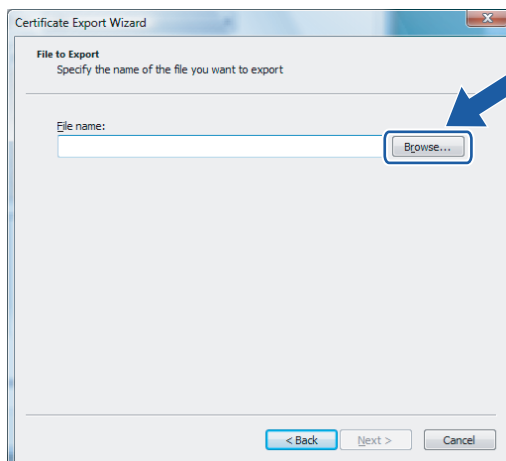 Certificate Export Wizard
File to Export
Specify the name of the file you want to export
File name:
Browse...
< Back Next > Cancel